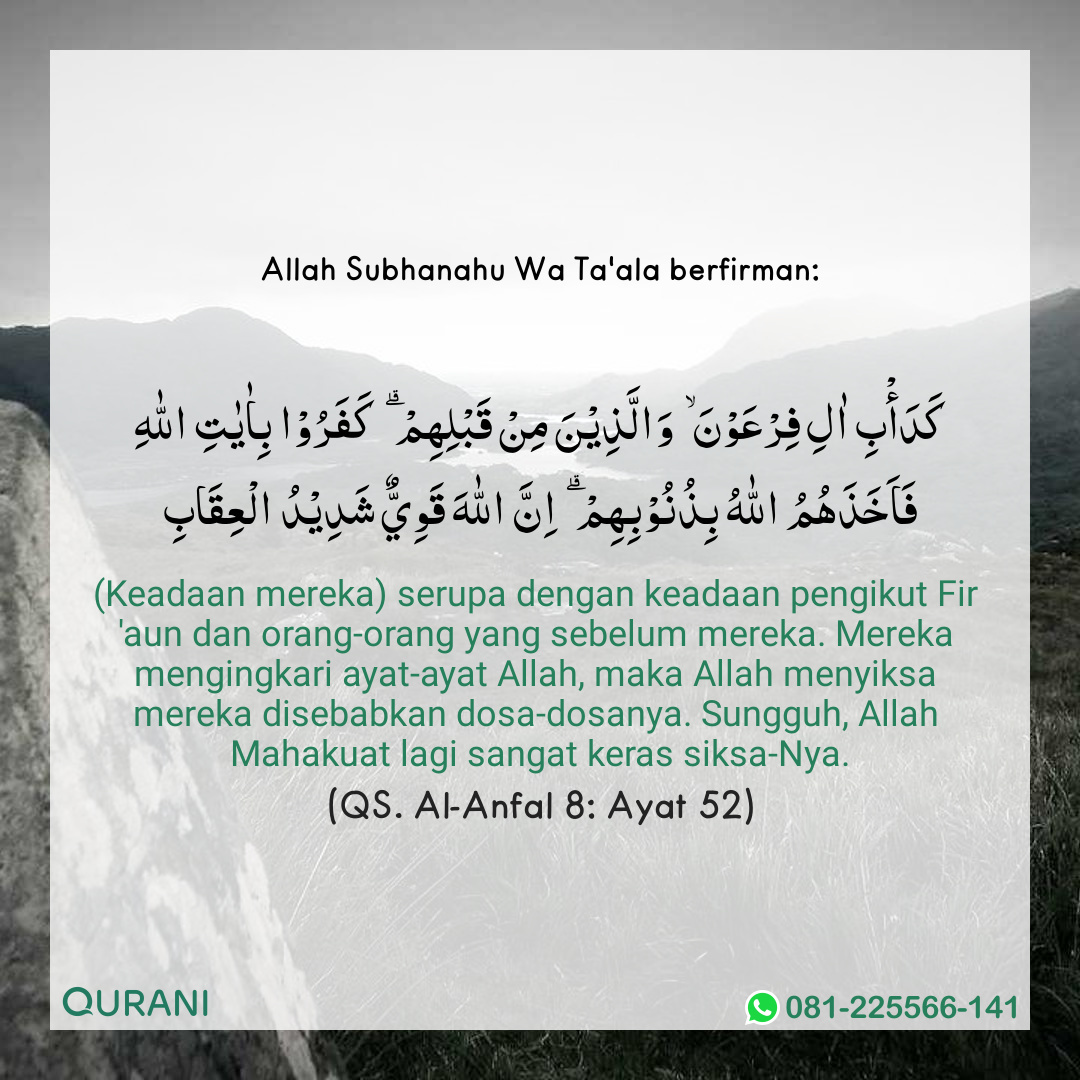 Allah Subhanahu Wa Ta'ala berfirman:
كَدَأْبِ اٰلِ فِرْعَوْنَۙ وَالَّذِيْنَ مِنْ قَبْلِهِمْۗ كَفَرُوْا بِاٰيٰتِ اللّٰهِ
فَاَخَذَهُمُ اللّٰهُ بِذُنُوْبِهِمْۗ اِنَّ اللّٰهَ قَوِيٌّ شَدِيْدُ الْعِقَابِ
(Keadaan mereka) serupa dengan keadaan pengikut Fir
'aun dan orang-orang yang sebelum mereka. Mereka
mengingkari ayat-ayat Allah, maka Allah menyiksa
mereka disebabkan dosa-dosanya. Sungguh, Allah
Mahakuat lagi sangat keras siksa-Nya.
(QS. Al-Anfal 8: Ayat 52)
QURANI
081-225566-141